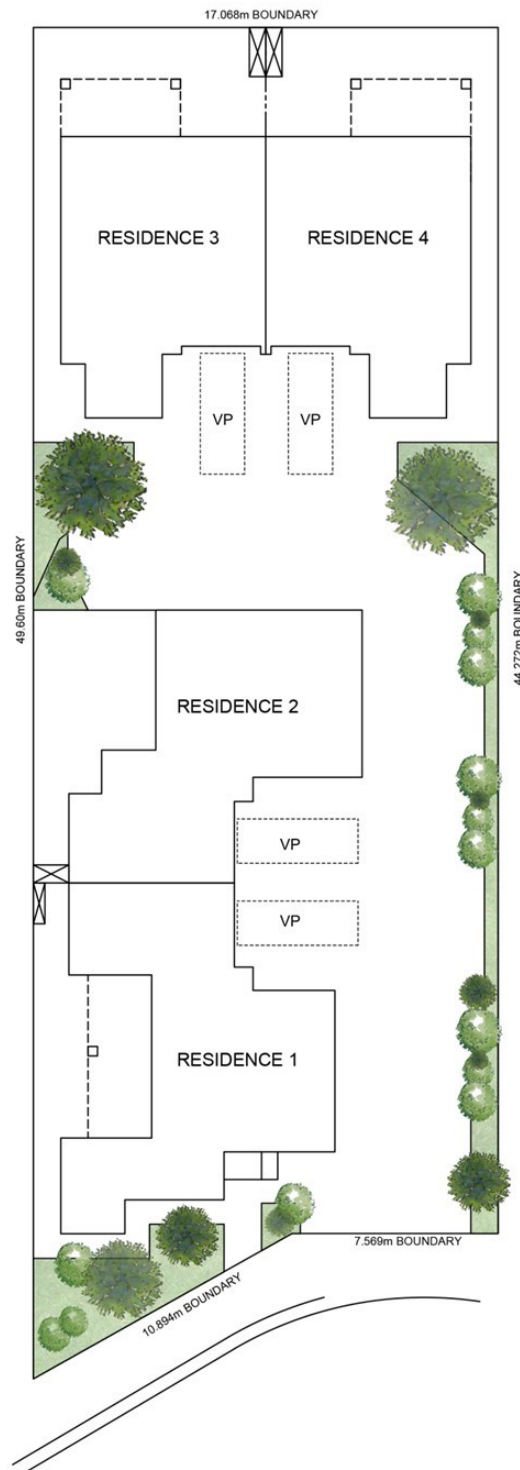 17.068m BOUNDARY
RESIDENCE 3
RESIDENCE 4
VP
VP
49.60m BOUNDARY
44.272m BOUNDARY
RESIDENCE 2
VP
VP
RESIDENCE 1
7.569m BOUNDARY
10.894m BOUNDARY